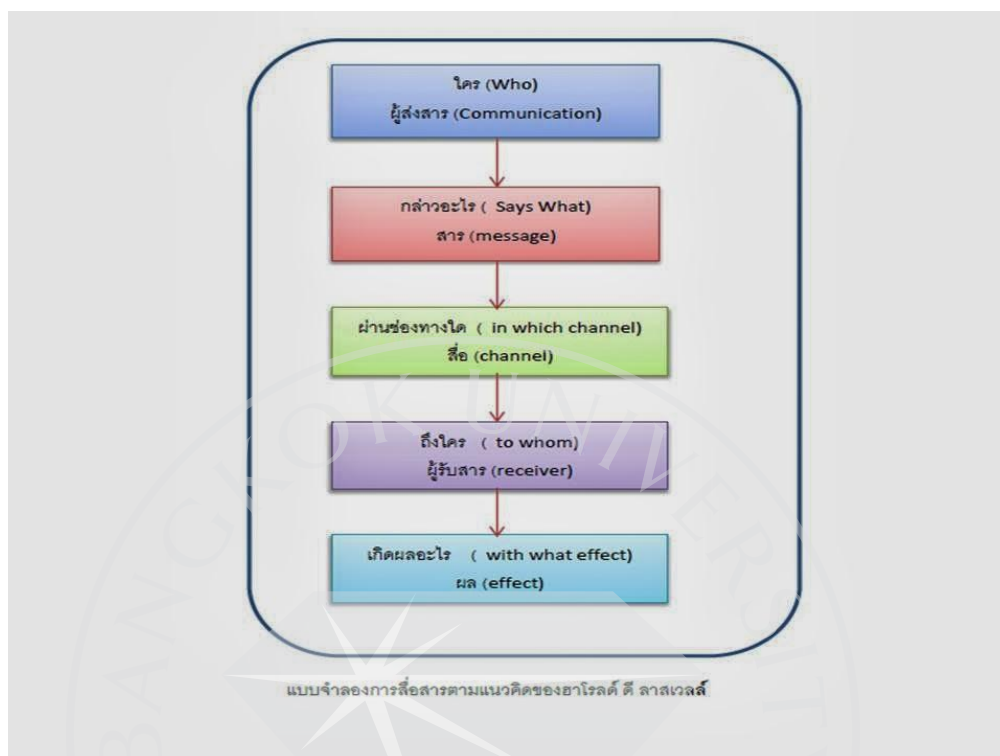 ใคร (Who)
ผู้ส่งสาร (Communication)
กล่าวอะไร ( Says What)
สาร (message)
ผ่านช่องทางใด ( in which channel)
สื่อ (channel)
ถึงใคร ( to whom)
ผู้รับสาร (receiver)
เกิดผลอะไร ( with what effect)
ผล (effect)
แบบจำลองการสื่อสารตามแนวคิดของฮาโรลด์ ดี ลาสเวลล์
BANGKOK UNIVERSIT